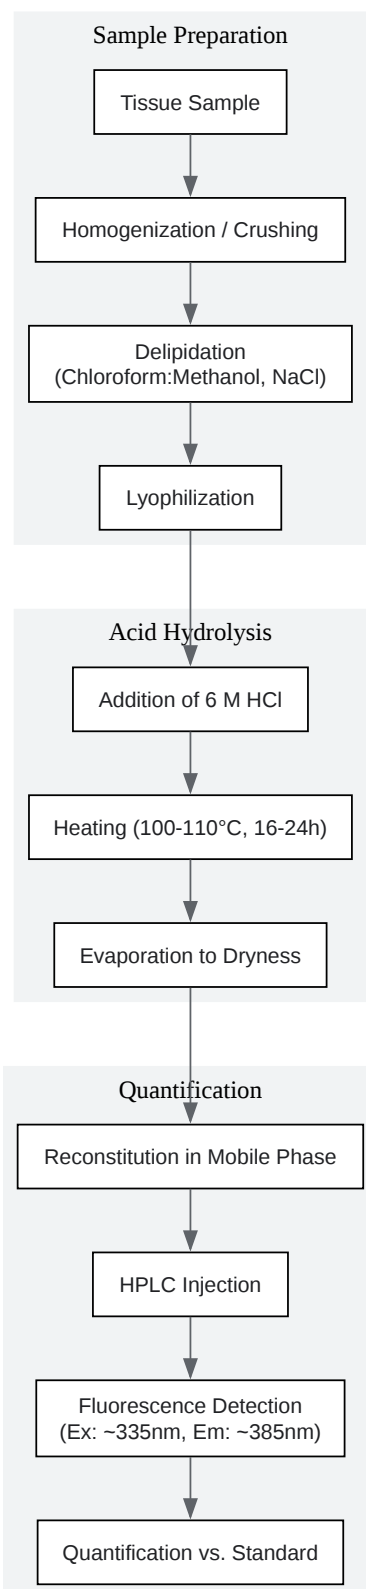 Sample Preparation
Tissue Sample
Homogenization / Crushing
Delipidation
(Chloroform:Methanol, NaCl)
Lyophilization
Acid Hydrolysis
Addition of 6 M HCl
Heating (100-110°C, 16-24h)
Evaporation to Dryness
Quantification
Reconstitution in Mobile Phase
HPLC Injection
Fluorescence Detection
(Ex: ~335nm, Em: ~385nm)
Quantification vs. Standard